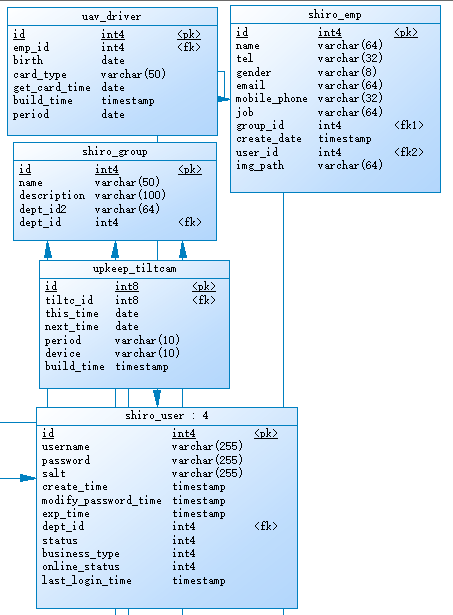 uav_driver
id int4 <pk>
emp_id int4 <fk>
birth date
card_type varchar(50)
get_card_time date
build_time timestamp
period date
shiro_emp
id int4 <pk>
name varchar(64)
tel varchar(32)
gender varchar(8)
email varchar(64)
mobile_phone varchar(32)
job varchar(64)
group_id int4 <fk1>
create_date timestamp
user_id int4 <fk2>
img_path varchar(64)
shiro_group
id int4 <pk>
name varchar(50)
description varchar(100)
dept_id2 varchar(64)
dept_id int4 <fk>
upkeep_tiltcam
id int8 <pk>
tiltc_id int8 <fk>
this_time date
next_time date
period varchar(10)
device varchar(10)
build_time timestamp
shiro_user : 4
id int4 <pk>
username varchar(255)
password varchar(255)
salt varchar(255)
create_time timestamp
modify_password_time timestamp
exp_time timestamp
dept_id int4 <fk>
status int4
business_type int4
online_status int4
last_login_time timestamp